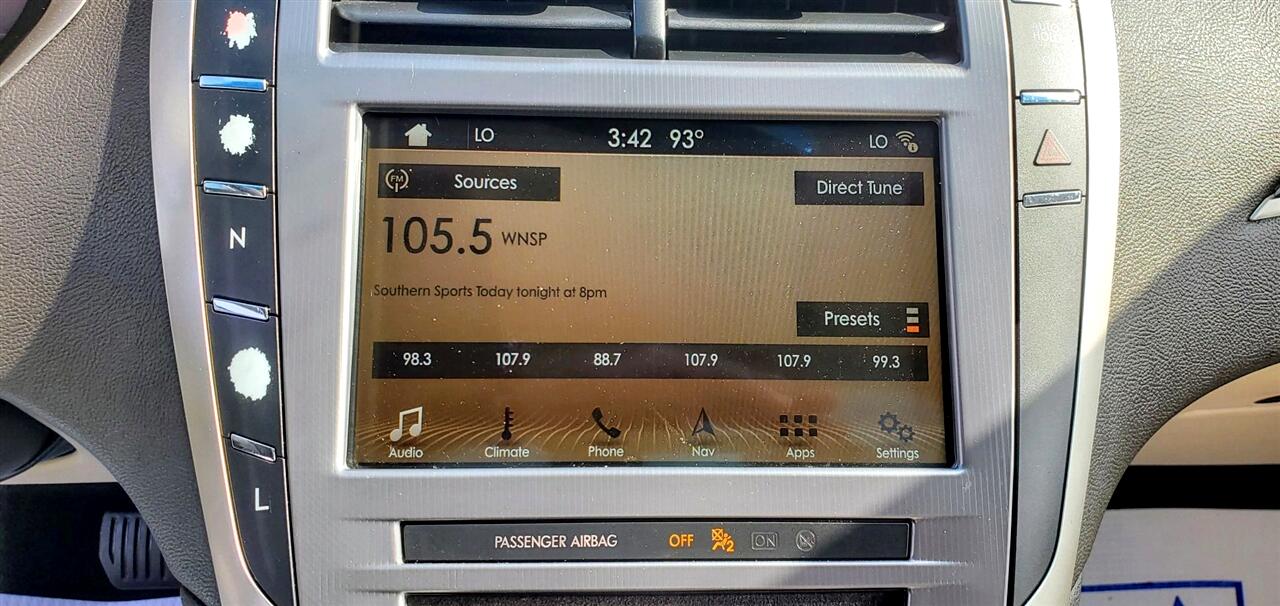 LO 3:42 93° LO
FM Sources
Direct Tune
105.5 WNSP
Southern Sports Today tonight at 8pm
Presets
98.3 107.9 88.7 107.9 107.9 99.3
Audio Climate Phone Nav Apps Settings
N
L
PASSENGER AIRBAG OFF 2 ON